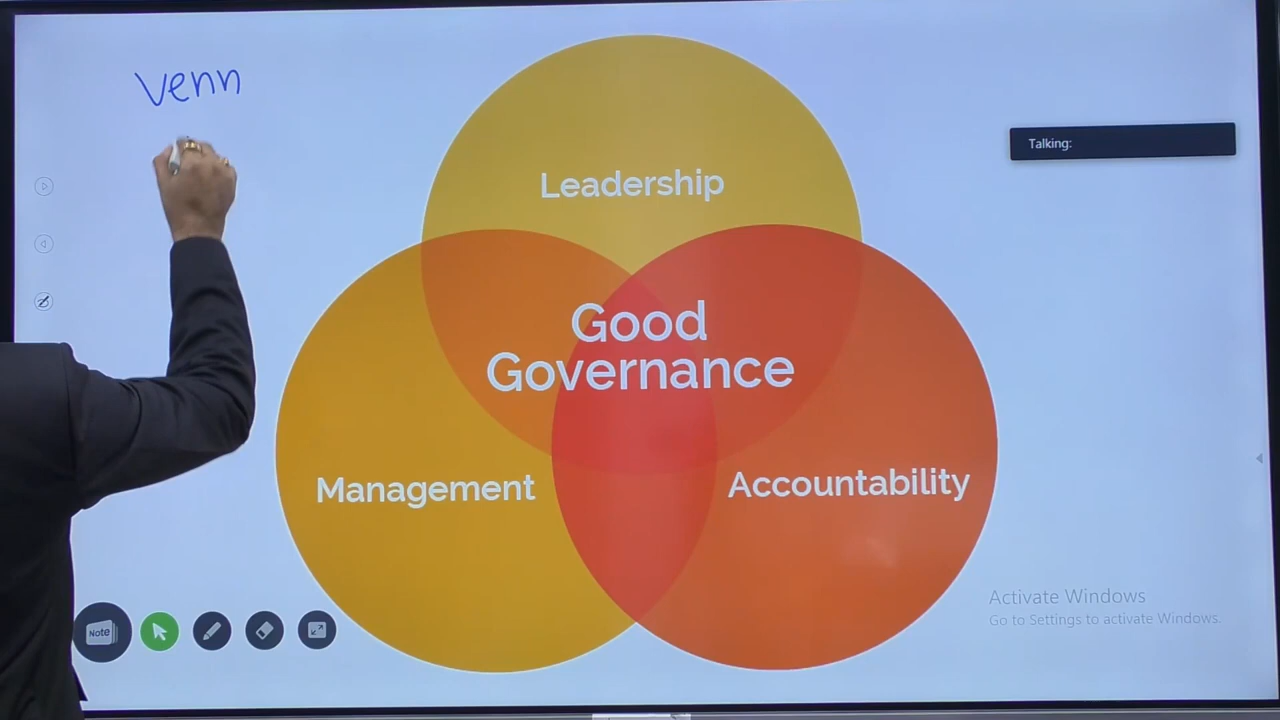 Venn
Talking:
Leadership
Good
Governance
Management
Accountability
Note
Activate Windows
Go to Settings to activate Windows.